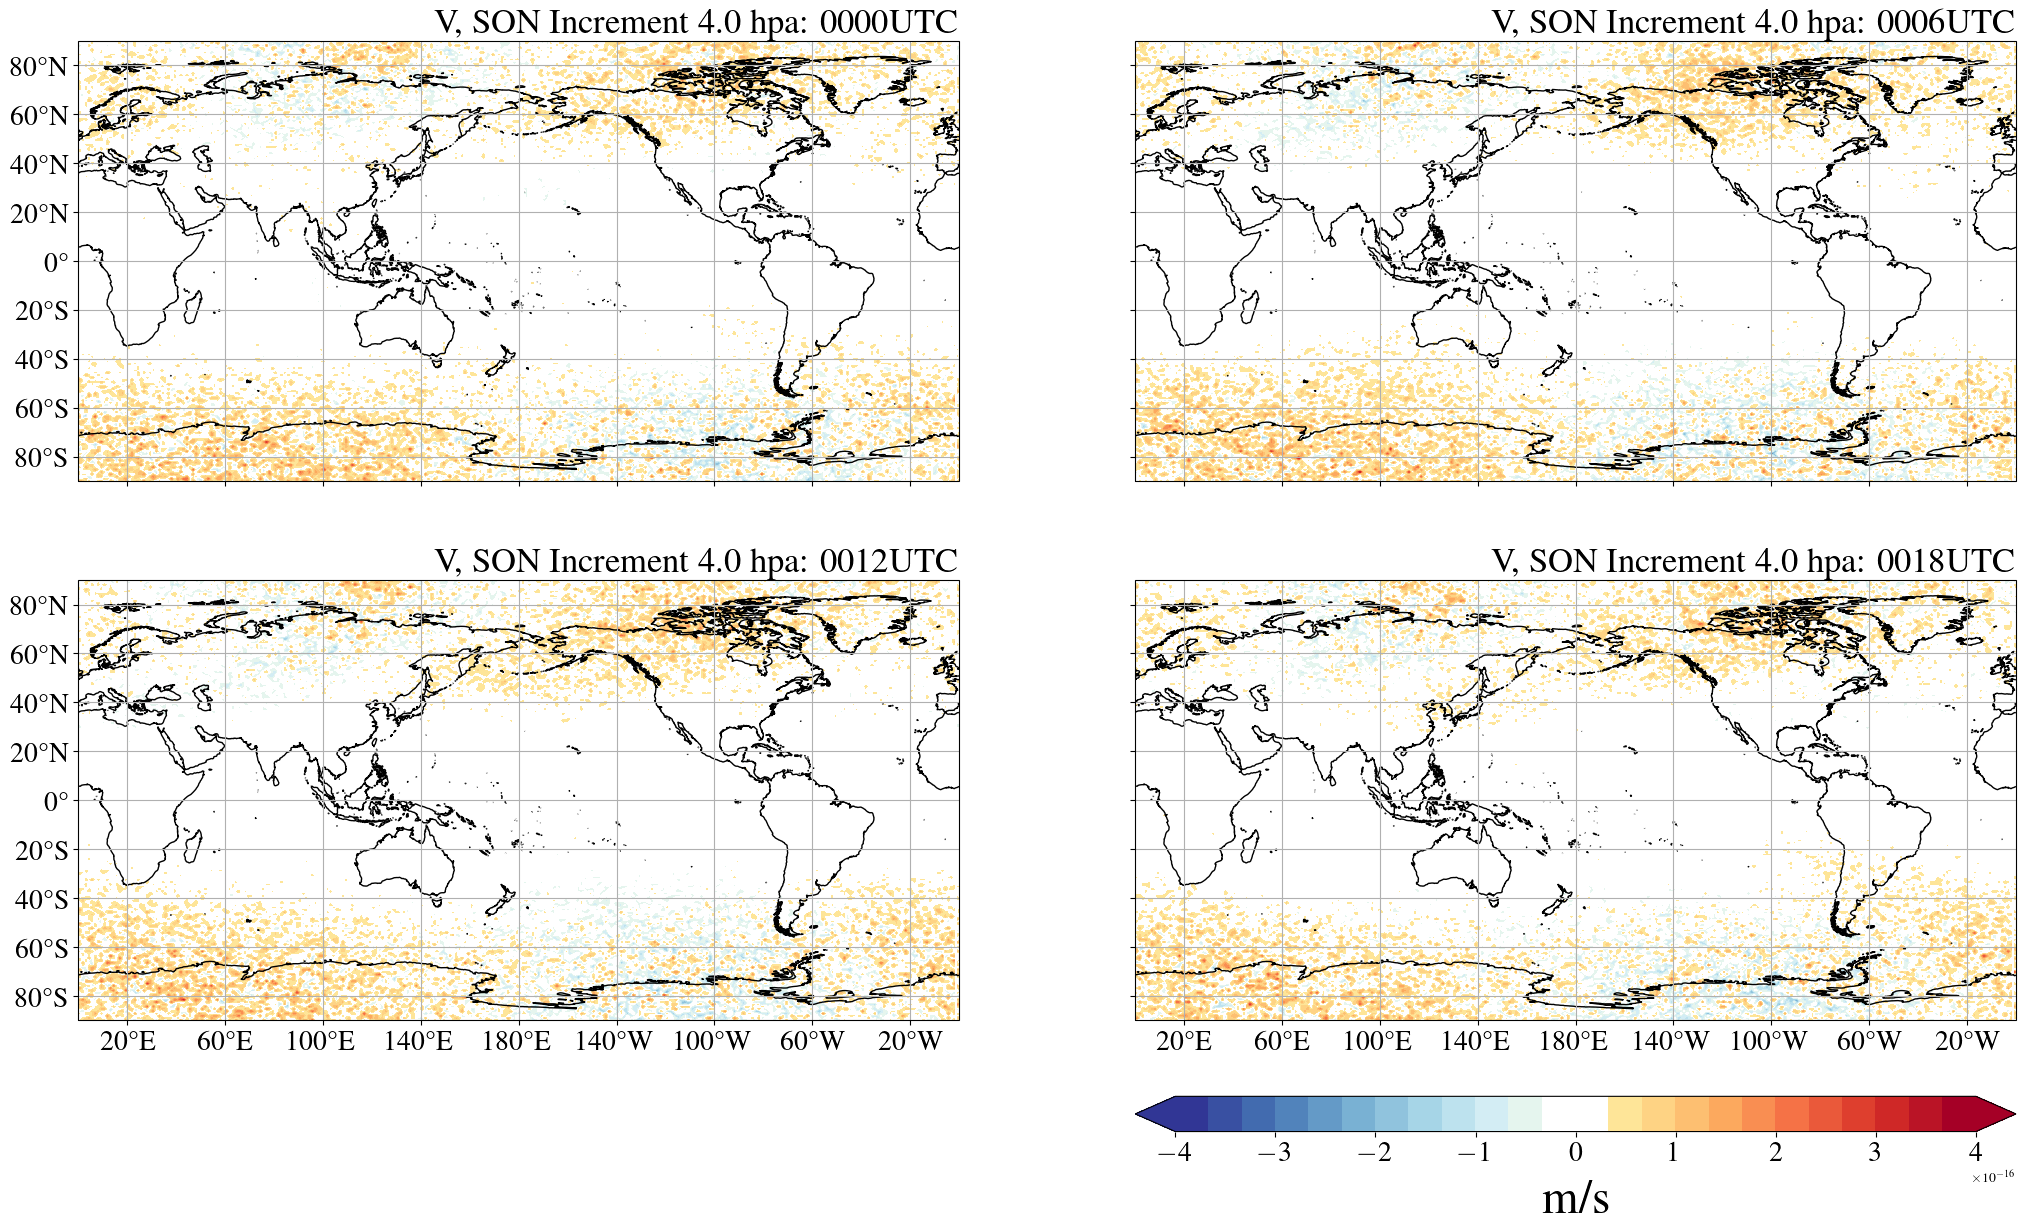 V, SON Increment 4.0 hpa: 0000UTC
V, SON Increment 4.0 hpa: 0006UTC
80°N
60°N
40°N
20°N
0°
20°S
40°S
60°S
80°S
V, SON Increment 4.0 hpa: 0012UTC
V, SON Increment 4.0 hpa: 0018UTC
80°N
60°N
40°N
20°N
0°
20°S
40°S
60°S
80°S
20°E 60°E 100°E 140°E 180°E 140°W 100°W 60°W 20°W
20°E 60°E 100°E 140°E 180°E 140°W 100°W 60°W 20°W
−4 −3 −2 −1 0 1 2 3 4
×10⁻¹⁶
m/s